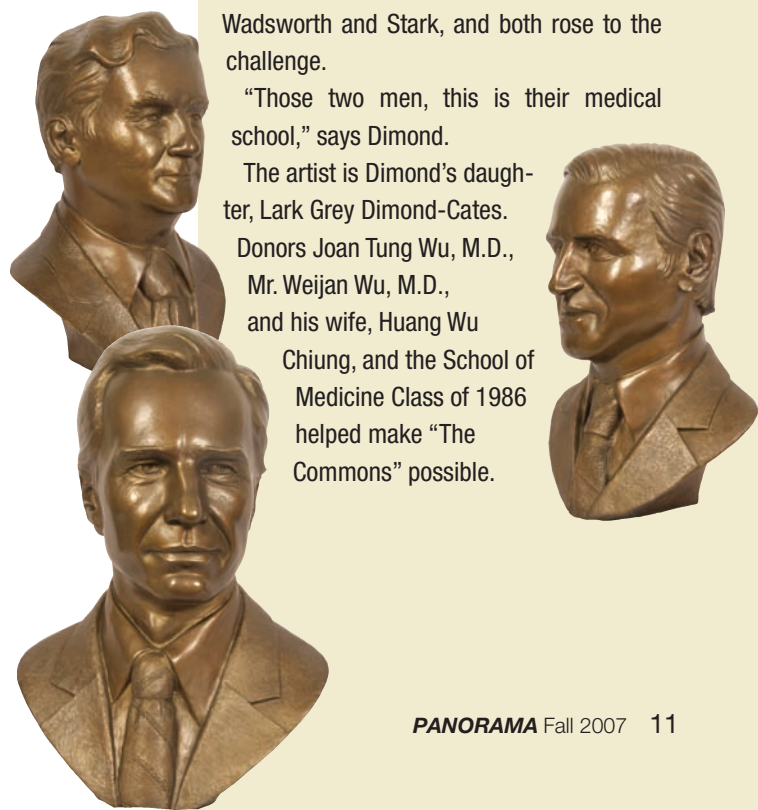 Wadsworth and Stark, and both rose to the
challenge.
“Those two men, this is their medical
school,” says Dimond.
The artist is Dimond’s daugh-
ter, Lark Grey Dimond-Cates.
Donors Joan Tung Wu, M.D.,
Mr. Weijan Wu, M.D.,
and his wife, Huang Wu
Chiung, and the School of
Medicine Class of 1986
helped make “The
Commons” possible.
PANORAMA Fall 2007 11